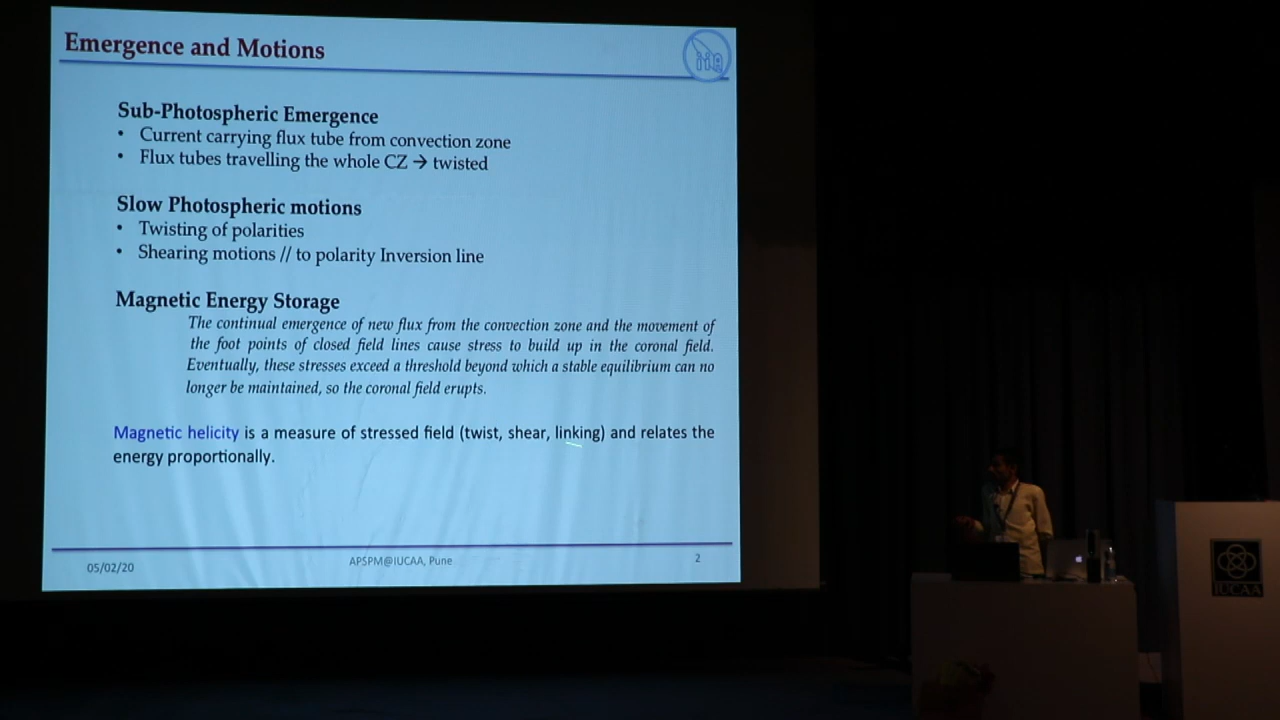 Emergence and Motions
iia
Sub-Photospheric Emergence
• Current carrying flux tube from convection zone
• Flux tubes travelling the whole CZ → twisted
Slow Photospheric motions
• Twisting of polarities
• Shearing motions // to polarity Inversion line
Magnetic Energy Storage
The continual emergence of new flux from the convection zone and the movement of
the foot points of closed field lines cause stress to build up in the coronal field.
Eventually, these stresses exceed a threshold beyond which a stable equilibrium can no
longer be maintained, so the coronal field erupts.
Magnetic helicity is a measure of stressed field (twist, shear, linking) and relates the
energy proportionally.
05/02/20
APSPM@IUCAA, Pune
2
IUCAA